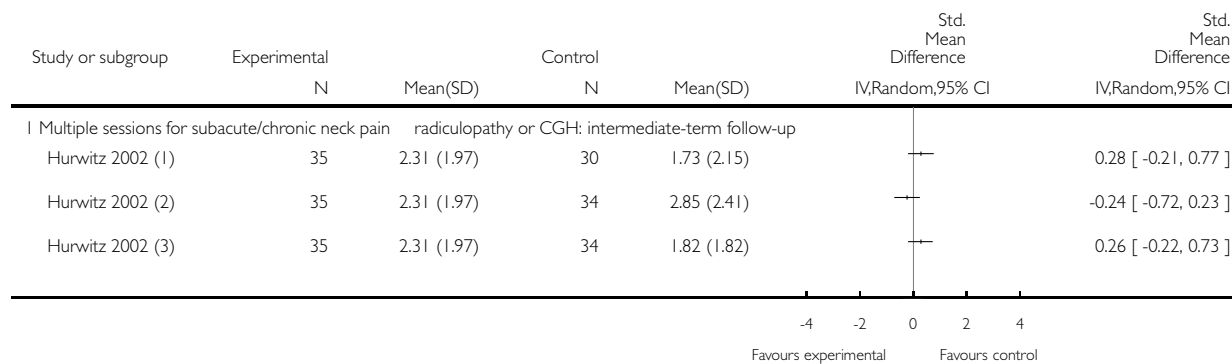 Std.
Mean
Difference
Std.
Mean
Difference
Study or subgroup Experimental Control
N Mean(SD) N Mean(SD) IV,Random,95% CI IV,Random,95% CI
1 Multiple sessions for subacute/chronic neck pain radiculopathy or CGH: intermediate-term follow-up
Hurwitz 2002 (1) 35 2.31 (1.97) 30 1.73 (2.15) 0.28 [ -0.21, 0.77 ]
Hurwitz 2002 (2) 35 2.31 (1.97) 34 2.85 (2.41) -0.24 [ -0.72, 0.23 ]
Hurwitz 2002 (3) 35 2.31 (1.97) 34 1.82 (1.82) 0.26 [ -0.22, 0.73 ]
-4 -2 0 2 4
Favours experimental Favours control